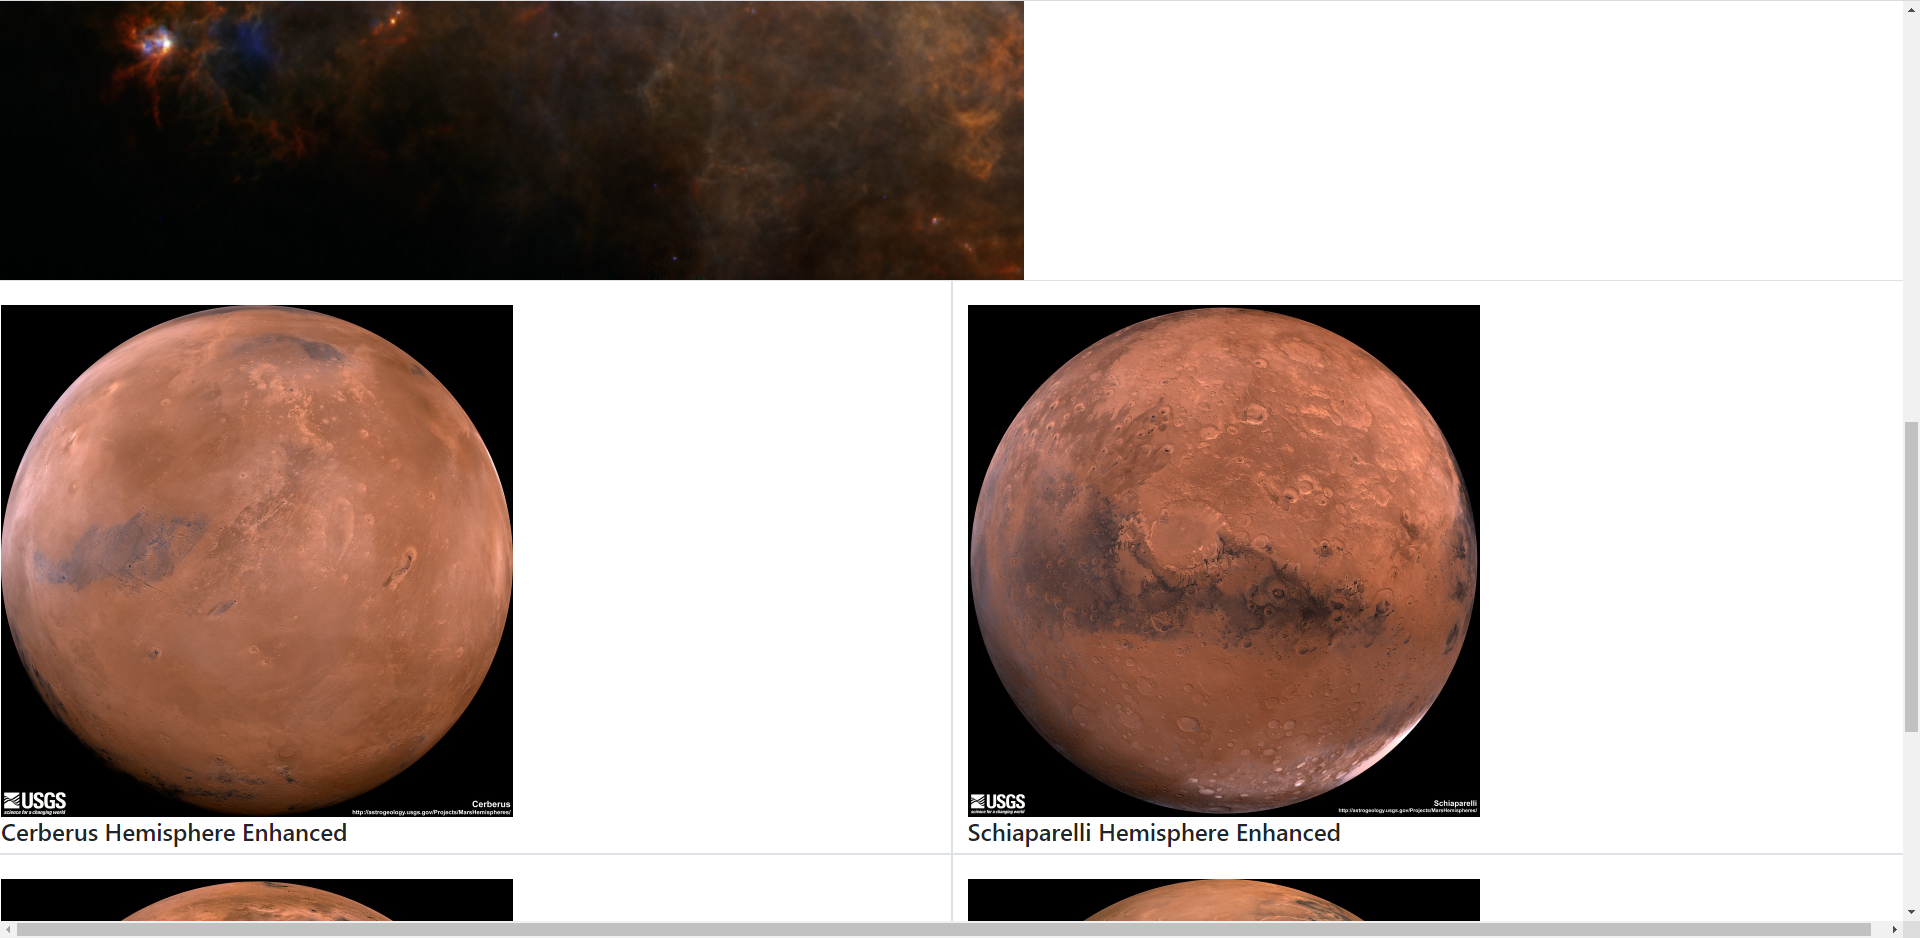 USGS
science for a changing world
Cerberus
http://astrogeology.usgs.gov/Projects/MarsHemispheres/
Cerberus Hemisphere Enhanced
USGS
science for a changing world
Schiaparelli
http://astrogeology.usgs.gov/Projects/MarsHemispheres/
Schiaparelli Hemisphere Enhanced